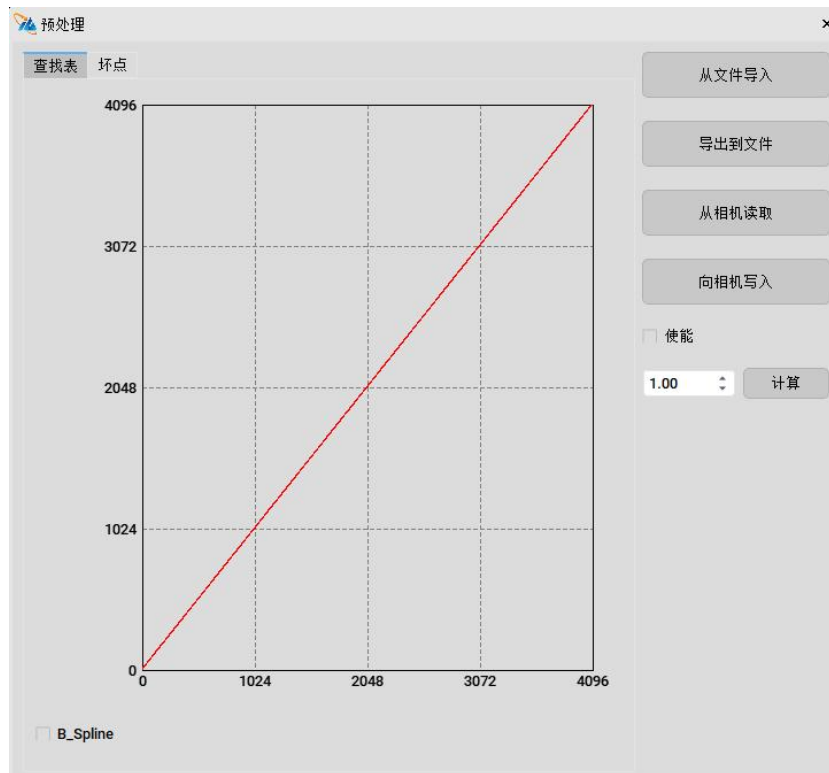 预处理
×
查找表 坏点
从文件导入
导出到文件
从相机读取
向相机写入
使能
1.00 计算
4096
3072
2048
1024
0
0 1024 2048 3072 4096
B_Spline